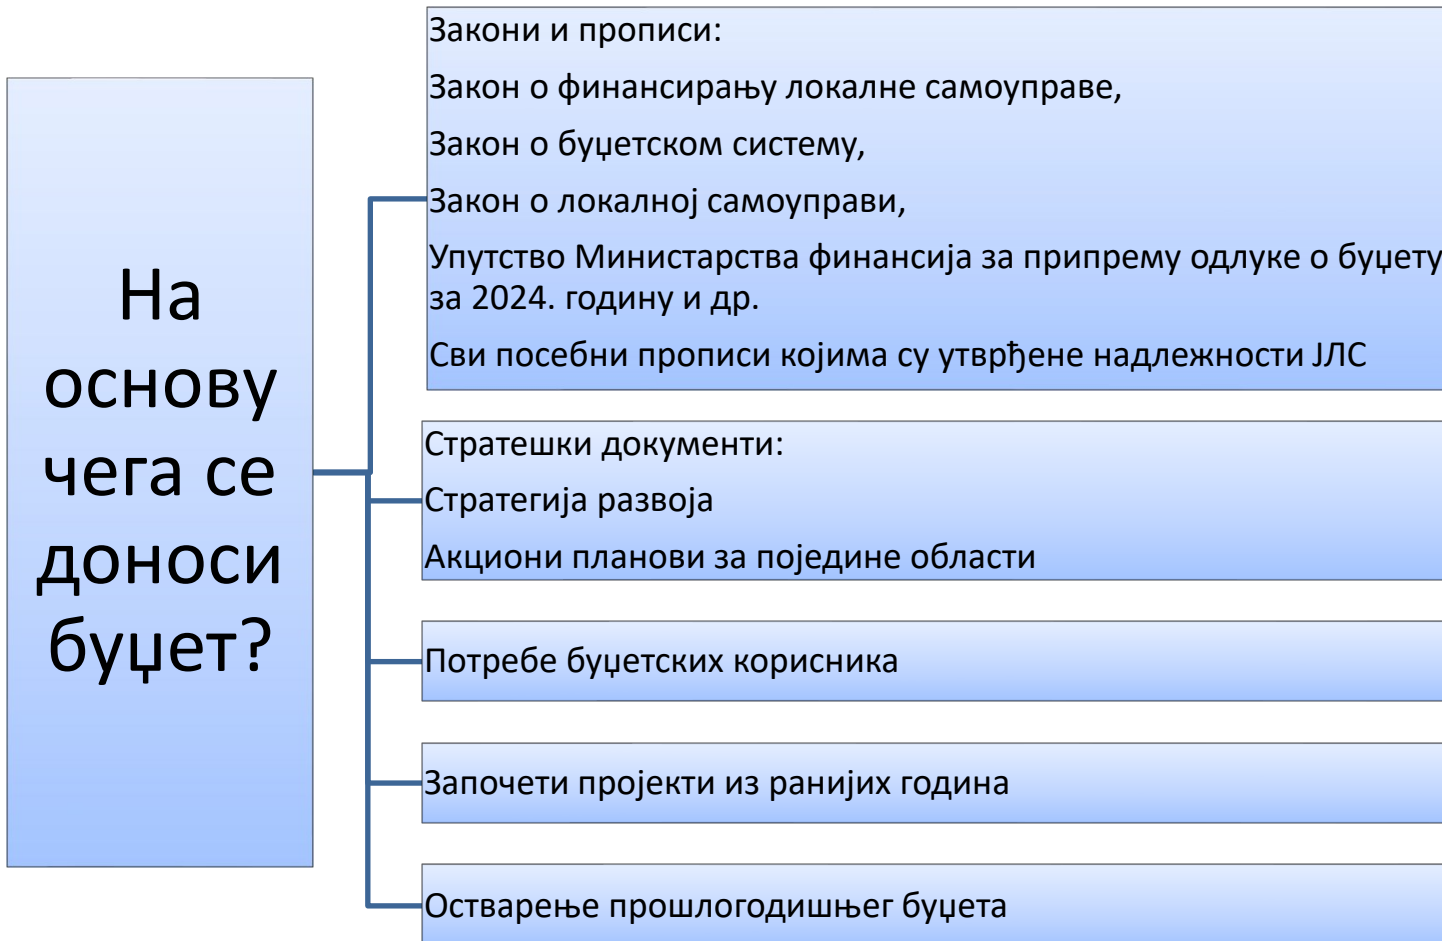 На
основу
чега се
доноси
буџет?
Закони и прописи:
Закон о финансирању локалне самоуправе,
Закон о буџетском систему,
Закон о локалној самоуправи,
Упутство Министарства финансија за припрему одлуке о буџету
за 2024. годину и др.
Сви посебни прописи којима су утврђене надлежности ЈЛС
Стратешки документи:
Стратегија развоја
Акциони планови за поједине области
Потребе буџетских корисника
Започети пројекти из ранијих година
Остварење прошлогодишњег буџета